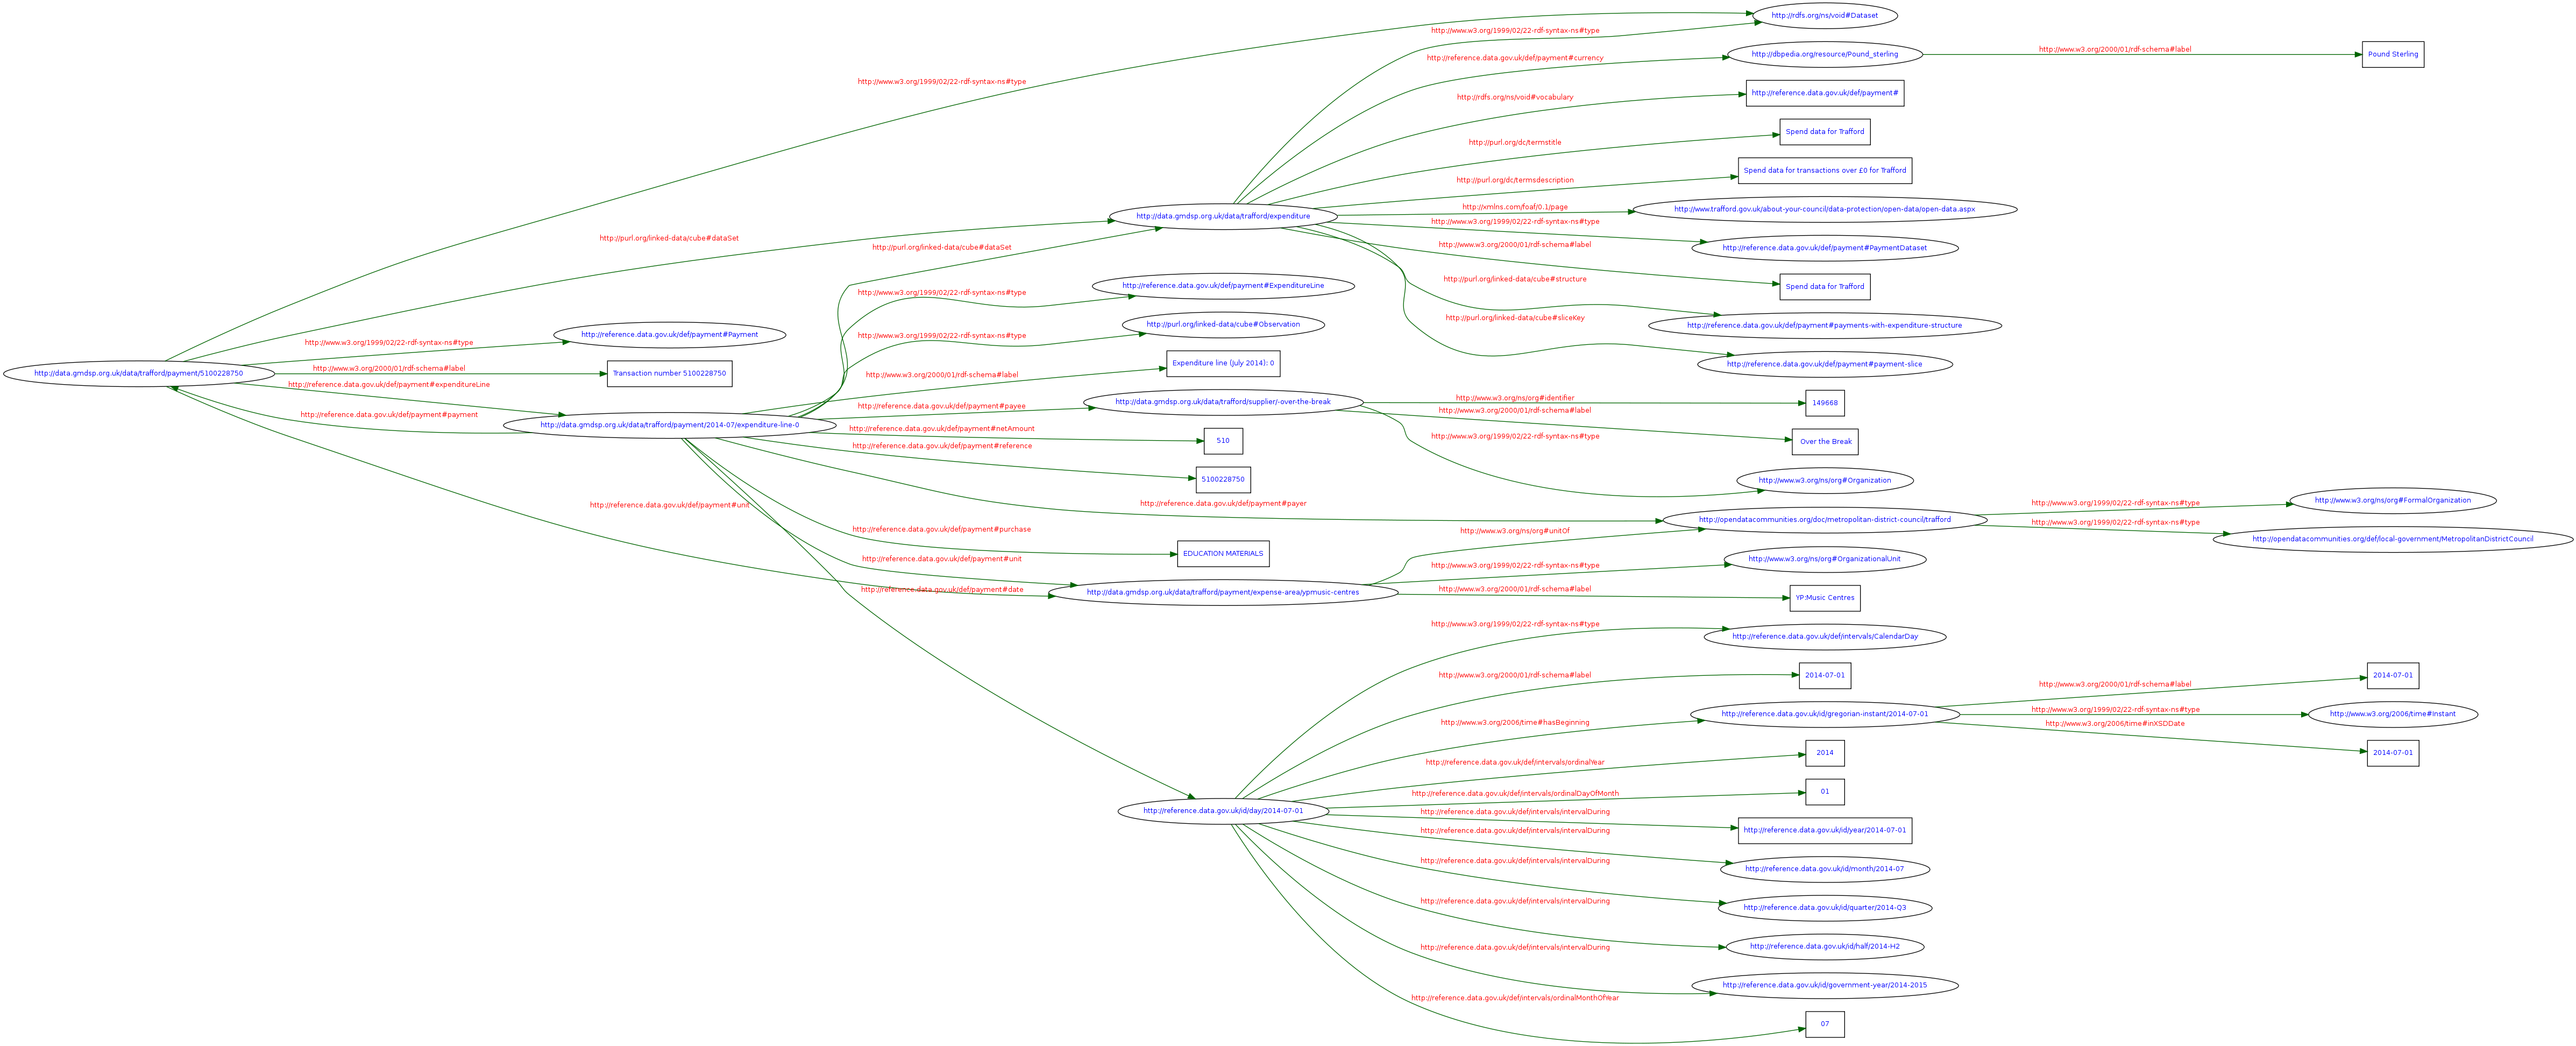 http://rdfs.org/ns/void#Dataset
http://www.w3.org/1999/02/22-rdf-syntax-ns#type
http://dbpedia.org/resource/Pound_sterling
http://www.w3.org/2000/01/rdf-schema#label
Pound Sterling
http://reference.data.gov.uk/def/payment#currency
http://www.w3.org/1999/02/22-rdf-syntax-ns#type
http://rdfs.org/ns/void#vocabulary
http://reference.data.gov.uk/def/payment#
http://purl.org/dc/termstitle
Spend data for Trafford
http://purl.org/dc/termsdescription
Spend data for transactions over £0 for Trafford
http://xmlns.com/foaf/0.1/page
http://www.trafford.gov.uk/about-your-council/data-protection/open-data/open-data.aspx
http://data.gmdsp.org.uk/data/trafford/expenditure
http://www.w3.org/1999/02/22-rdf-syntax-ns#type
http://purl.org/linked-data/cube#dataSet
http://purl.org/linked-data/cube#dataSet
http://www.w3.org/2000/01/rdf-schema#label
http://reference.data.gov.uk/def/payment#PaymentDataset
http://purl.org/linked-data/cube#structure
Spend data for Trafford
http://reference.data.gov.uk/def/payment#ExpenditureLine
http://www.w3.org/1999/02/22-rdf-syntax-ns#type
http://purl.org/linked-data/cube#sliceKey
http://purl.org/linked-data/cube#Observation
http://reference.data.gov.uk/def/payment#payments-with-expenditure-structure
http://reference.data.gov.uk/def/payment#Payment
http://www.w3.org/1999/02/22-rdf-syntax-ns#type
http://www.w3.org/1999/02/22-rdf-syntax-ns#type
Expenditure line (July 2014): 0
http://reference.data.gov.uk/def/payment#payment-slice
http://www.w3.org/2000/01/rdf-schema#label
http://data.gmdsp.org.uk/data/trafford/payment/5100228750
Transaction number 5100228750
http://www.w3.org/2000/01/rdf-schema#label
http://reference.data.gov.uk/def/payment#expenditureLine
http://www.w3.org/ns/org#identifier
149668
http://data.gmdsp.org.uk/data/trafford/supplier/-over-the-break
http://reference.data.gov.uk/def/payment#payee
http://www.w3.org/2000/01/rdf-schema#label
http://reference.data.gov.uk/def/payment#payment
http://data.gmdsp.org.uk/data/trafford/payment/2014-07/expenditure-line-0
http://reference.data.gov.uk/def/payment#netAmount
510
http://www.w3.org/1999/02/22-rdf-syntax-ns#type
Over the Break
http://reference.data.gov.uk/def/payment#reference
5100228750
http://www.w3.org/ns/org#Organization
http://reference.data.gov.uk/def/payment#unit
http://reference.data.gov.uk/def/payment#payer
http://www.w3.org/1999/02/22-rdf-syntax-ns#type
http://www.w3.org/ns/org#FormalOrganization
http://opendatacommunities.org/doc/metropolitan-district-council/trafford
http://www.w3.org/1999/02/22-rdf-syntax-ns#type
http://opendatacommunities.org/def/local-government/MetropolitanDistrictCouncil
http://reference.data.gov.uk/def/payment#purchase
http://www.w3.org/ns/org#unitOf
EDUCATION MATERIALS
http://reference.data.gov.uk/def/payment#unit
http://www.w3.org/1999/02/22-rdf-syntax-ns#type
http://www.w3.org/ns/org#OrganizationalUnit
http://reference.data.gov.uk/def/payment#date
http://data.gmdsp.org.uk/data/trafford/payment/expense-area/ypmusic-centres
http://www.w3.org/2000/01/rdf-schema#label
YP:Music Centres
http://www.w3.org/1999/02/22-rdf-syntax-ns#type
http://reference.data.gov.uk/def/intervals/CalendarDay
http://www.w3.org/2000/01/rdf-schema#label
2014-07-01
http://www.w3.org/2000/01/rdf-schema#label
2014-07-01
http://www.w3.org/2006/time#hasBeginning
http://reference.data.gov.uk/id/gregorian-instant/2014-07-01
http://www.w3.org/1999/02/22-rdf-syntax-ns#type
http://www.w3.org/2006/time#Instant
http://www.w3.org/2006/time#inXSDDate
2014-07-01
http://reference.data.gov.uk/def/intervals/ordinalYear
2014
http://reference.data.gov.uk/def/intervals/ordinalDayOfMonth
01
http://reference.data.gov.uk/id/day/2014-07-01
http://reference.data.gov.uk/def/intervals/intervalDuring
http://reference.data.gov.uk/id/year/2014-07-01
http://reference.data.gov.uk/def/intervals/intervalDuring
http://reference.data.gov.uk/def/intervals/intervalDuring
http://reference.data.gov.uk/id/month/2014-07
http://reference.data.gov.uk/def/intervals/intervalDuring
http://reference.data.gov.uk/id/quarter/2014-Q3
http://reference.data.gov.uk/def/intervals/intervalDuring
http://reference.data.gov.uk/id/half/2014-H2
http://reference.data.gov.uk/id/government-year/2014-2015
http://reference.data.gov.uk/def/intervals/ordinalMonthOfYear
07